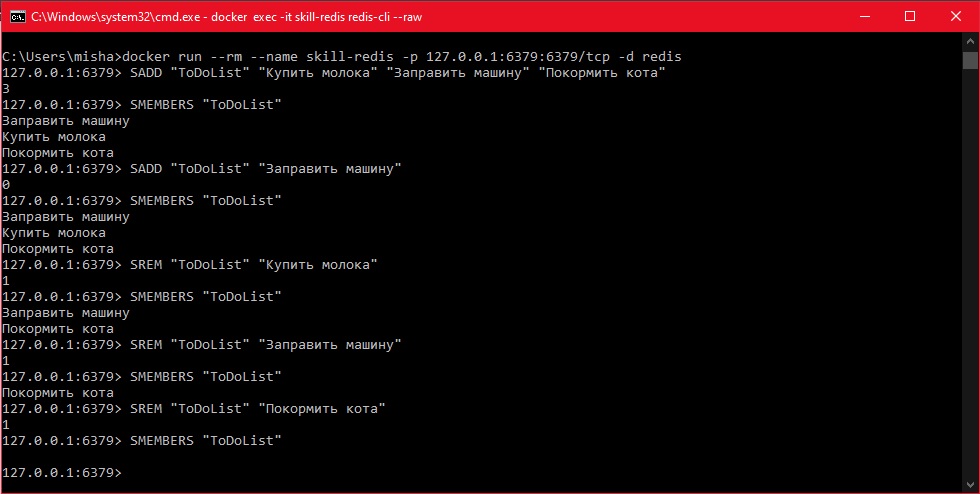 C:\Windows\system32\cmd.exe - docker  exec -it skill-redis redis-cli --raw
C:\Users\misha>docker run --rm --name skill-redis -p 127.0.0.1:6379:6379/tcp -d redis
127.0.0.1:6379> SADD "ToDoList" "Купить молока" "Заправить машину" "Покормить кота"
3
127.0.0.1:6379> SMEMBERS "ToDoList"
Заправить машину
Купить молока
Покормить кота
127.0.0.1:6379> SADD "ToDoList" "Заправить машину"
0
127.0.0.1:6379> SMEMBERS "ToDoList"
Заправить машину
Купить молока
Покормить кота
127.0.0.1:6379> SREM "ToDoList" "Купить молока"
1
127.0.0.1:6379> SMEMBERS "ToDoList"
Заправить машину
Покормить кота
127.0.0.1:6379> SREM "ToDoList" "Заправить машину"
1
127.0.0.1:6379> SMEMBERS "ToDoList"
Покормить кота
127.0.0.1:6379> SREM "ToDoList" "Покормить кота"
1
127.0.0.1:6379> SMEMBERS "ToDoList"
127.0.0.1:6379>